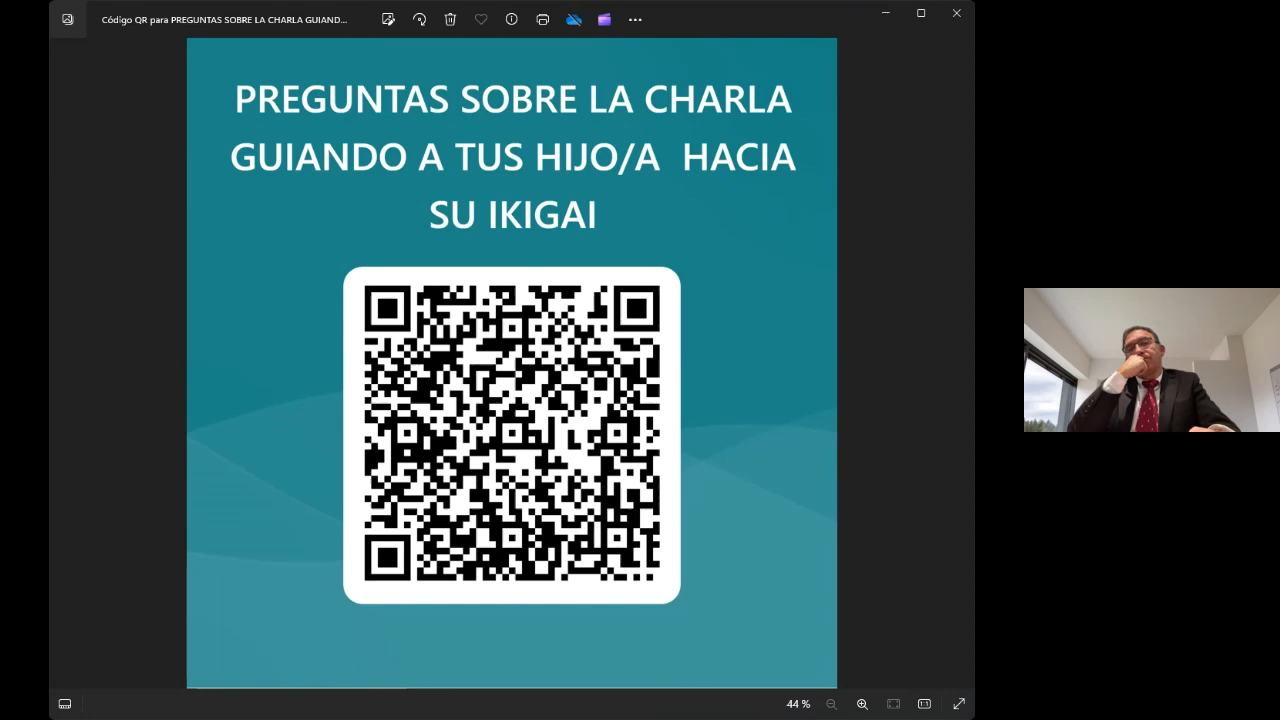 Código QR para PREGUNTAS SOBRE LA CHARLA GUIAND...
PREGUNTAS SOBRE LA CHARLA
GUIANDO A TUS HIJO/A HACIA
SU IKIGAI
44 %